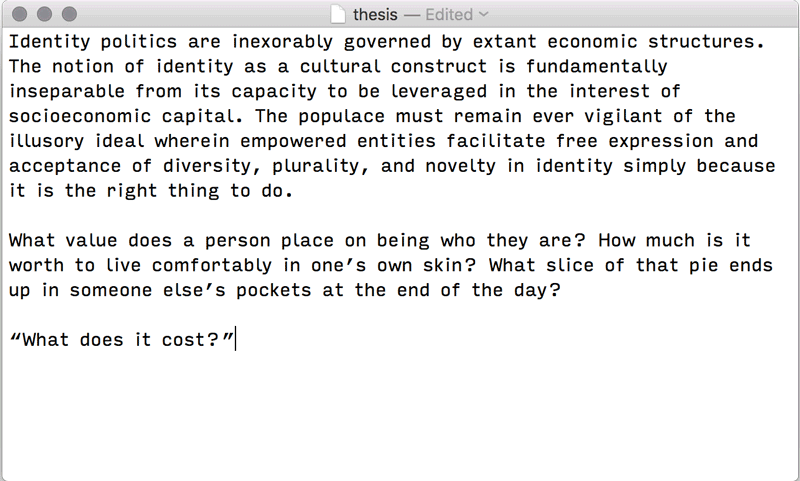 thesis — Edited
Identity politics are inexorably governed by extant economic structures.
The notion of identity as a cultural construct is fundamentally
inseparable from its capacity to be leveraged in the interest of
socioeconomic capital. The populace must remain ever vigilant of the
illusory ideal wherein empowered entities facilitate free expression and
acceptance of diversity, plurality, and novelty in identity simply because
it is the right thing to do.

What value does a person place on being who they are? How much is it
worth to live comfortably in one’s own skin? What slice of that pie ends
up in someone else’s pockets at the end of the day?

“What does it cost?”